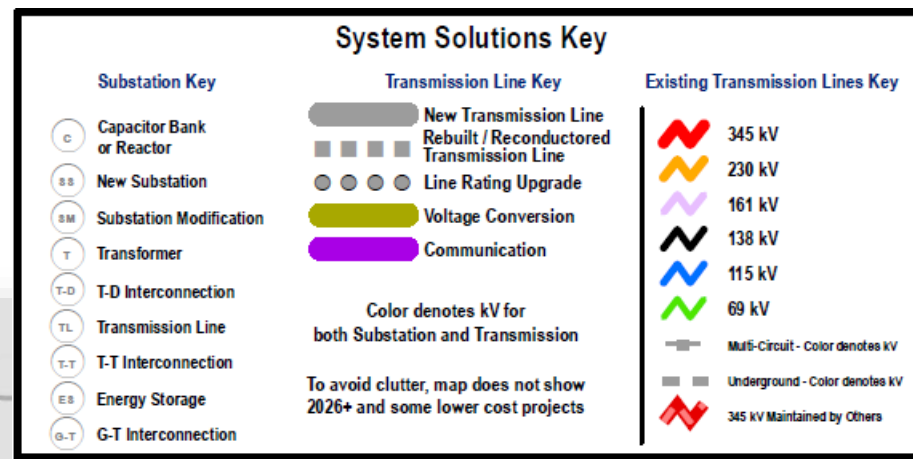 System Solutions Key
Substation Key
C
Capacitor Bank
or Reactor
SS
New Substation
SM
Substation Modification
T
Transformer
T-D
T-D Interconnection
TL
Transmission Line
T-T
T-T Interconnection
ES
Energy Storage
G-T
G-T Interconnection
Transmission Line Key
New Transmission Line
Rebuilt / Reconductored
Transmission Line
Line Rating Upgrade
Voltage Conversion
Communication
Color denotes kV for
both Substation and Transmission
To avoid clutter, map does not show
2026+ and some lower cost projects
Existing Transmission Lines Key
345 kV
230 kV
161 kV
138 kV
115 kV
69 kV
Multi-Circuit - Color denotes kV
Underground - Color denotes kV
345 kV Maintained by Others